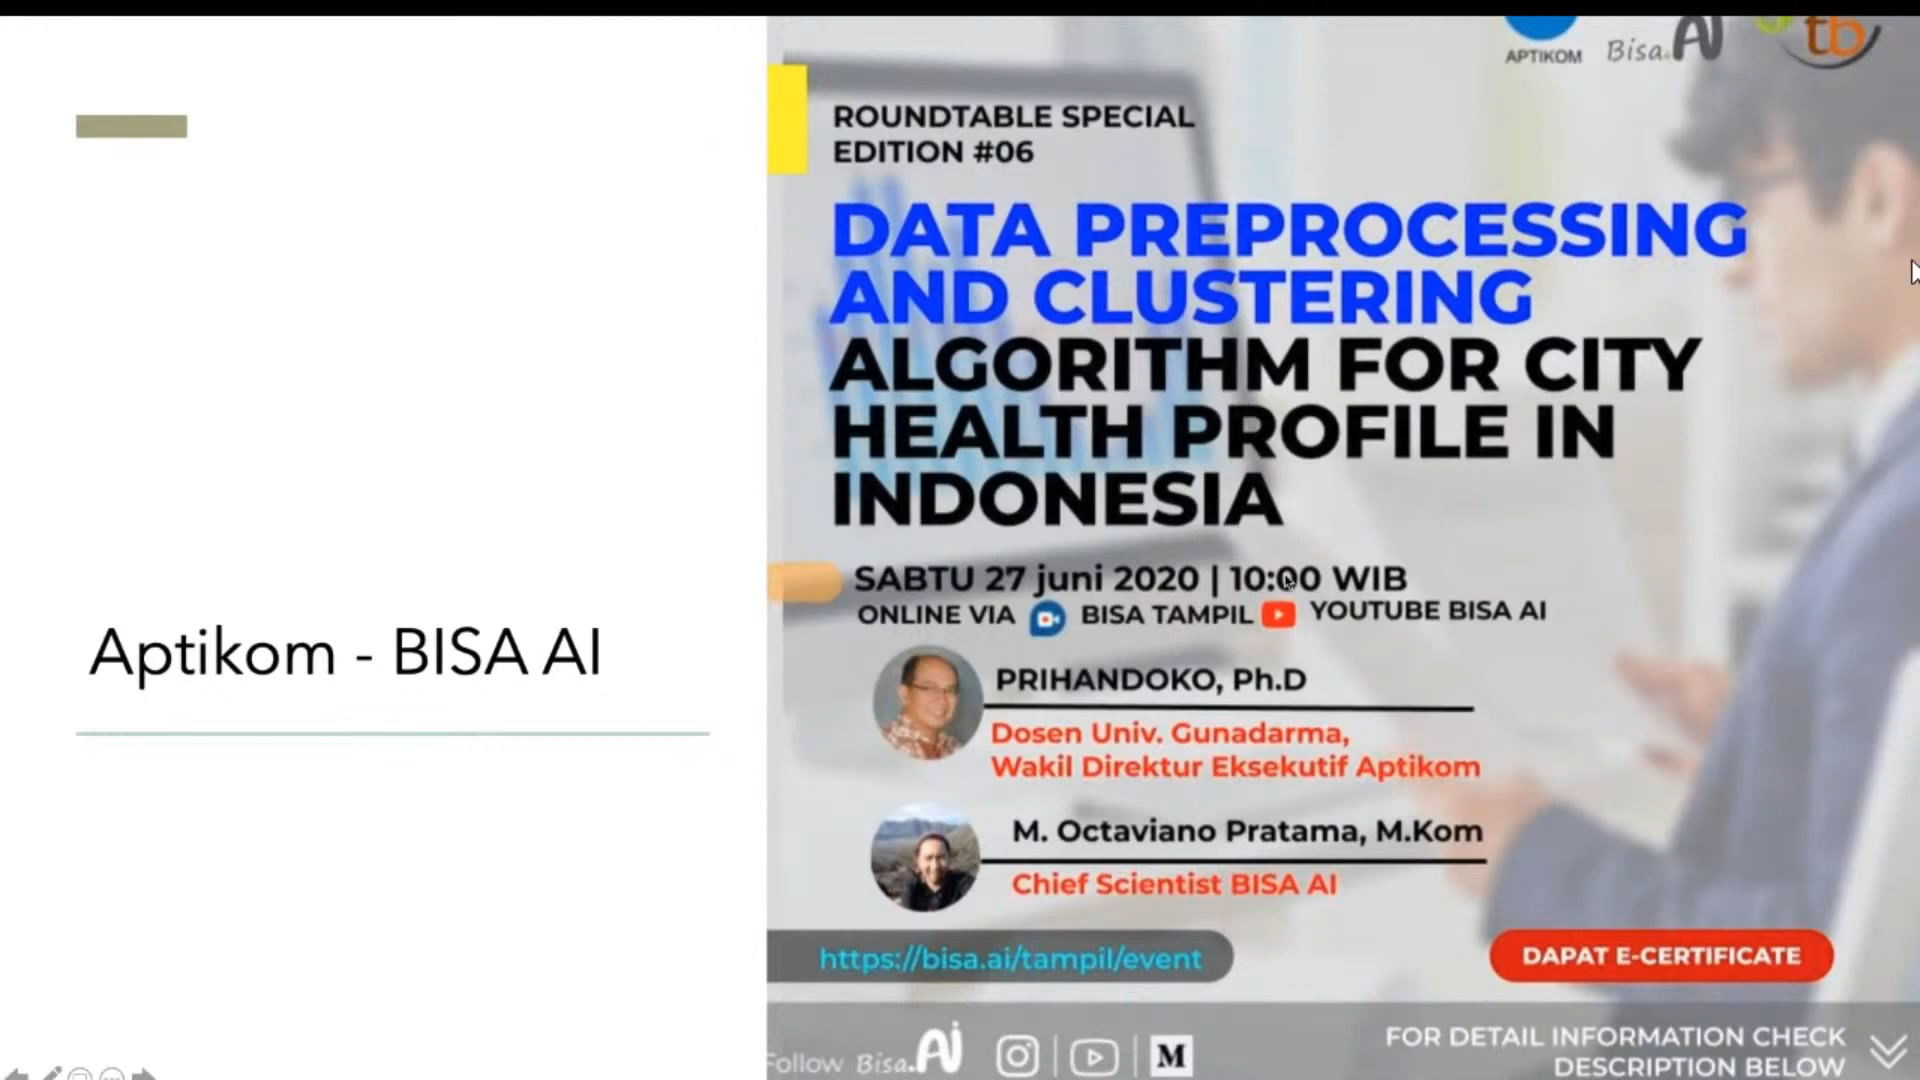 Aptikom - BISA AI
APTIKOM
Bisa.AI
tb
ROUNDTABLE SPECIAL
EDITION #06
DATA PREPROCESSING
AND CLUSTERING
ALGORITHM FOR CITY
HEALTH PROFILE IN
INDONESIA
SABTU 27 juni 2020 | 10:00 WIB
ONLINE VIA BISA TAMPIL YOUTUBE BISA AI
PRIHANDOKO, Ph.D
Dosen Univ. Gunadarma,
Wakil Direktur Eksekutif Aptikom
M. Octaviano Pratama, M.Kom
Chief Scientist BISA AI
https://bisa.ai/tampil/event
DAPAT E-CERTIFICATE
Follow Bisa.AI
M
FOR DETAIL INFORMATION CHECK
DESCRIPTION BELOW